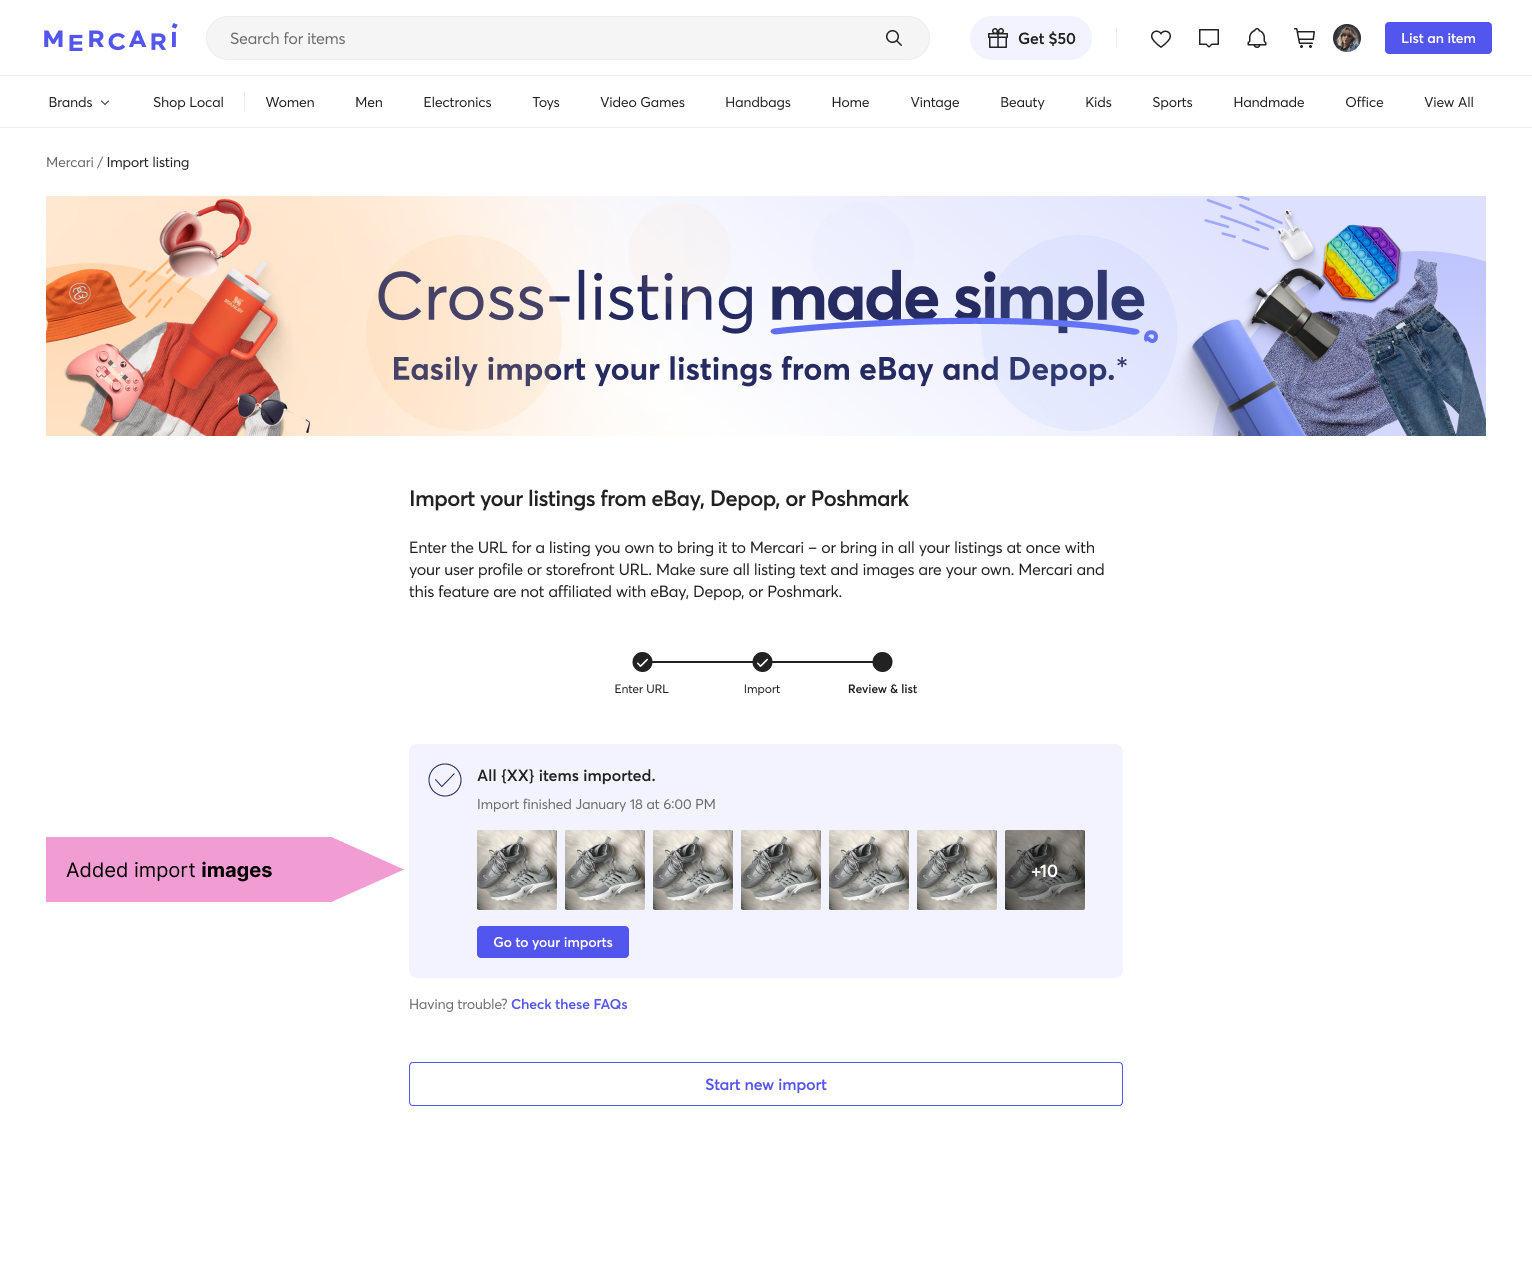 MERCARI
Search for items
Get $50
List an item
Brands
Shop Local
Women
Men
Electronics
Toys
Video Games
Handbags
Home
Vintage
Beauty
Kids
Sports
Handmade
Office
View All
Mercari / Import listing
Cross-listing made simple
Easily import your listings from eBay and Depop.*
Import your listings from eBay, Depop, or Poshmark
Enter the URL for a listing you own to bring it to Mercari – or bring in all your listings at once with
your user profile or storefront URL. Make sure all listing text and images are your own. Mercari and
this feature are not affiliated with eBay, Depop, or Poshmark.
Enter URL
Import
Review & list
All {XX} items imported.
Import finished January 18 at 6:00 PM
Added import images
+10
Go to your imports
Having trouble? Check these FAQs
Start new import